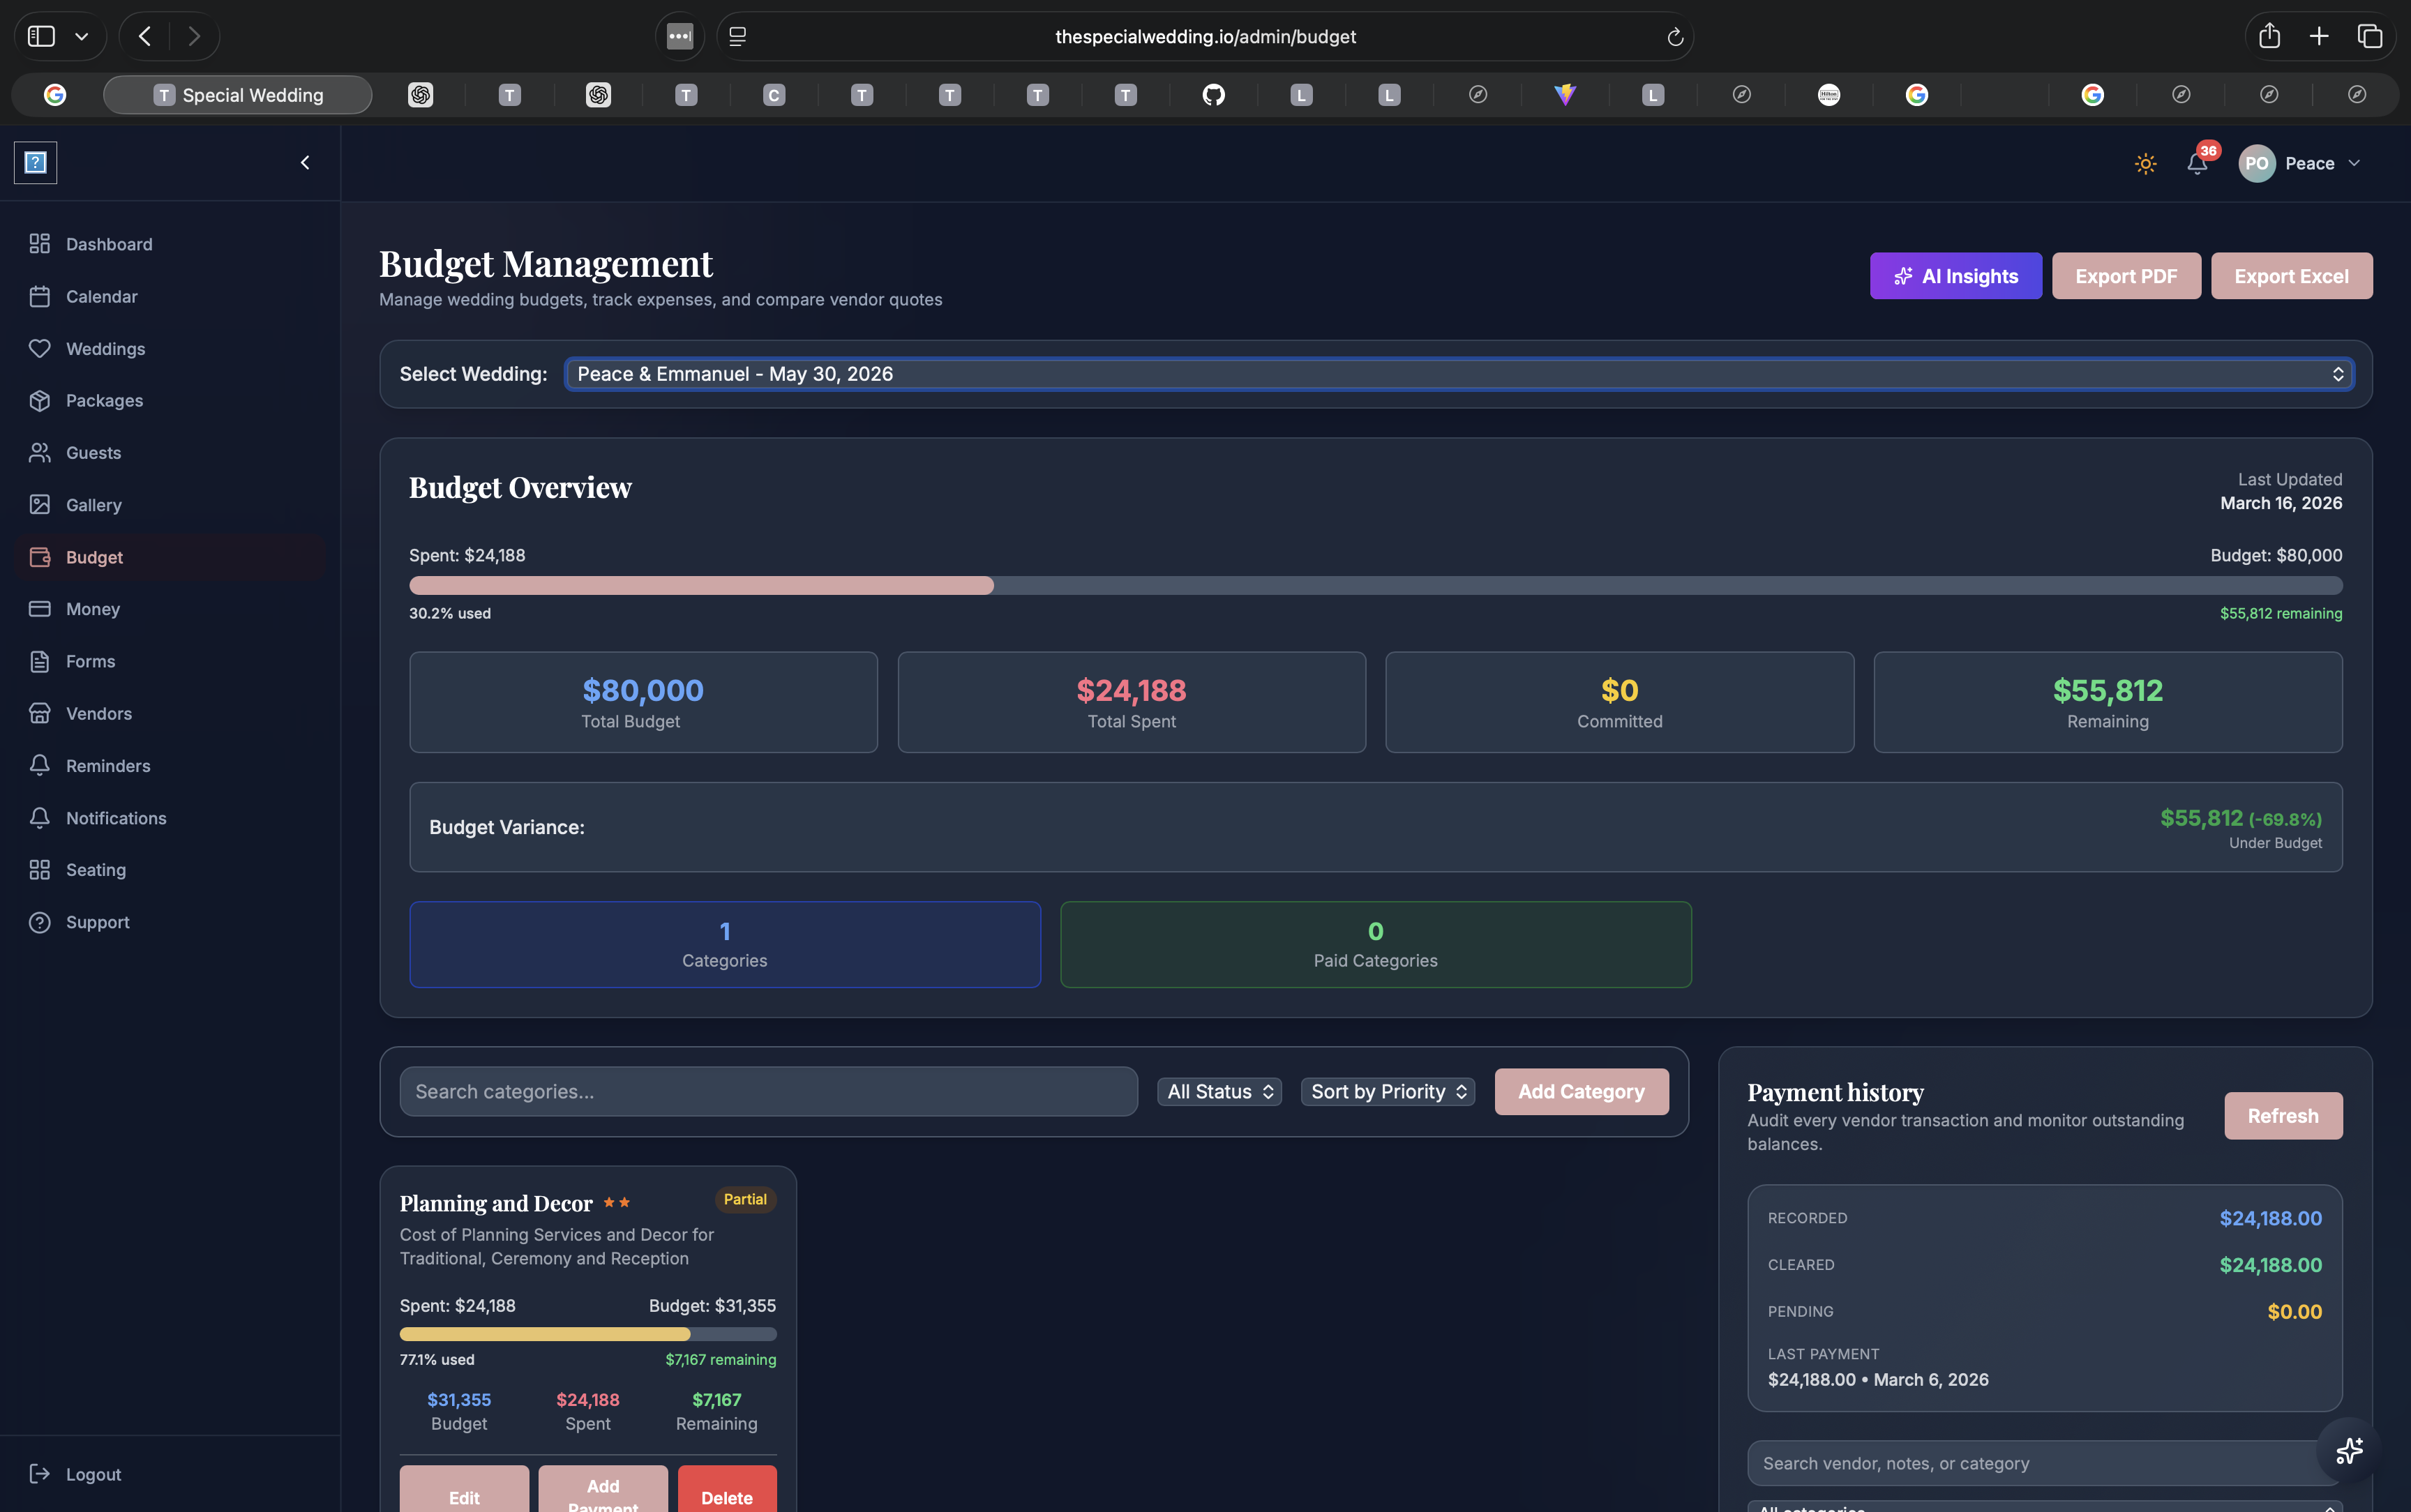 thespecialwedding.io/admin/budget
T Special Wedding
T
T
C
T
T
T
T
L
L
L
?
36
PO Peace
Dashboard
Calendar
Weddings
Packages
Guests
Gallery
Budget
Money
Forms
Vendors
Reminders
Notifications
Seating
Support
Logout
Budget Management
Manage wedding budgets, track expenses, and compare vendor quotes
AI Insights
Export PDF
Export Excel
Select Wedding: Peace & Emmanuel - May 30, 2026
Budget Overview
Last Updated
March 16, 2026
Spent: $24,188
Budget: $80,000
30.2% used
$55,812 remaining
$80,000
Total Budget
$24,188
Total Spent
$0
Committed
$55,812
Remaining
Budget Variance:
$55,812 (-69.8%)
Under Budget
1
Categories
0
Paid Categories
Search categories...
All Status
Sort by Priority
Add Category
Planning and Decor
Partial
Cost of Planning Services and Decor for
Traditional, Ceremony and Reception
Spent: $24,188
Budget: $31,355
77.1% used
$7,167 remaining
$31,355
Budget
$24,188
Spent
$7,167
Remaining
Edit
Add
Payment
Delete
Payment history
Audit every vendor transaction and monitor outstanding
balances.
Refresh
RECORDED
$24,188.00
CLEARED
$24,188.00
PENDING
$0.00
LAST PAYMENT
$24,188.00 • March 6, 2026
Search vendor, notes, or category
All categories